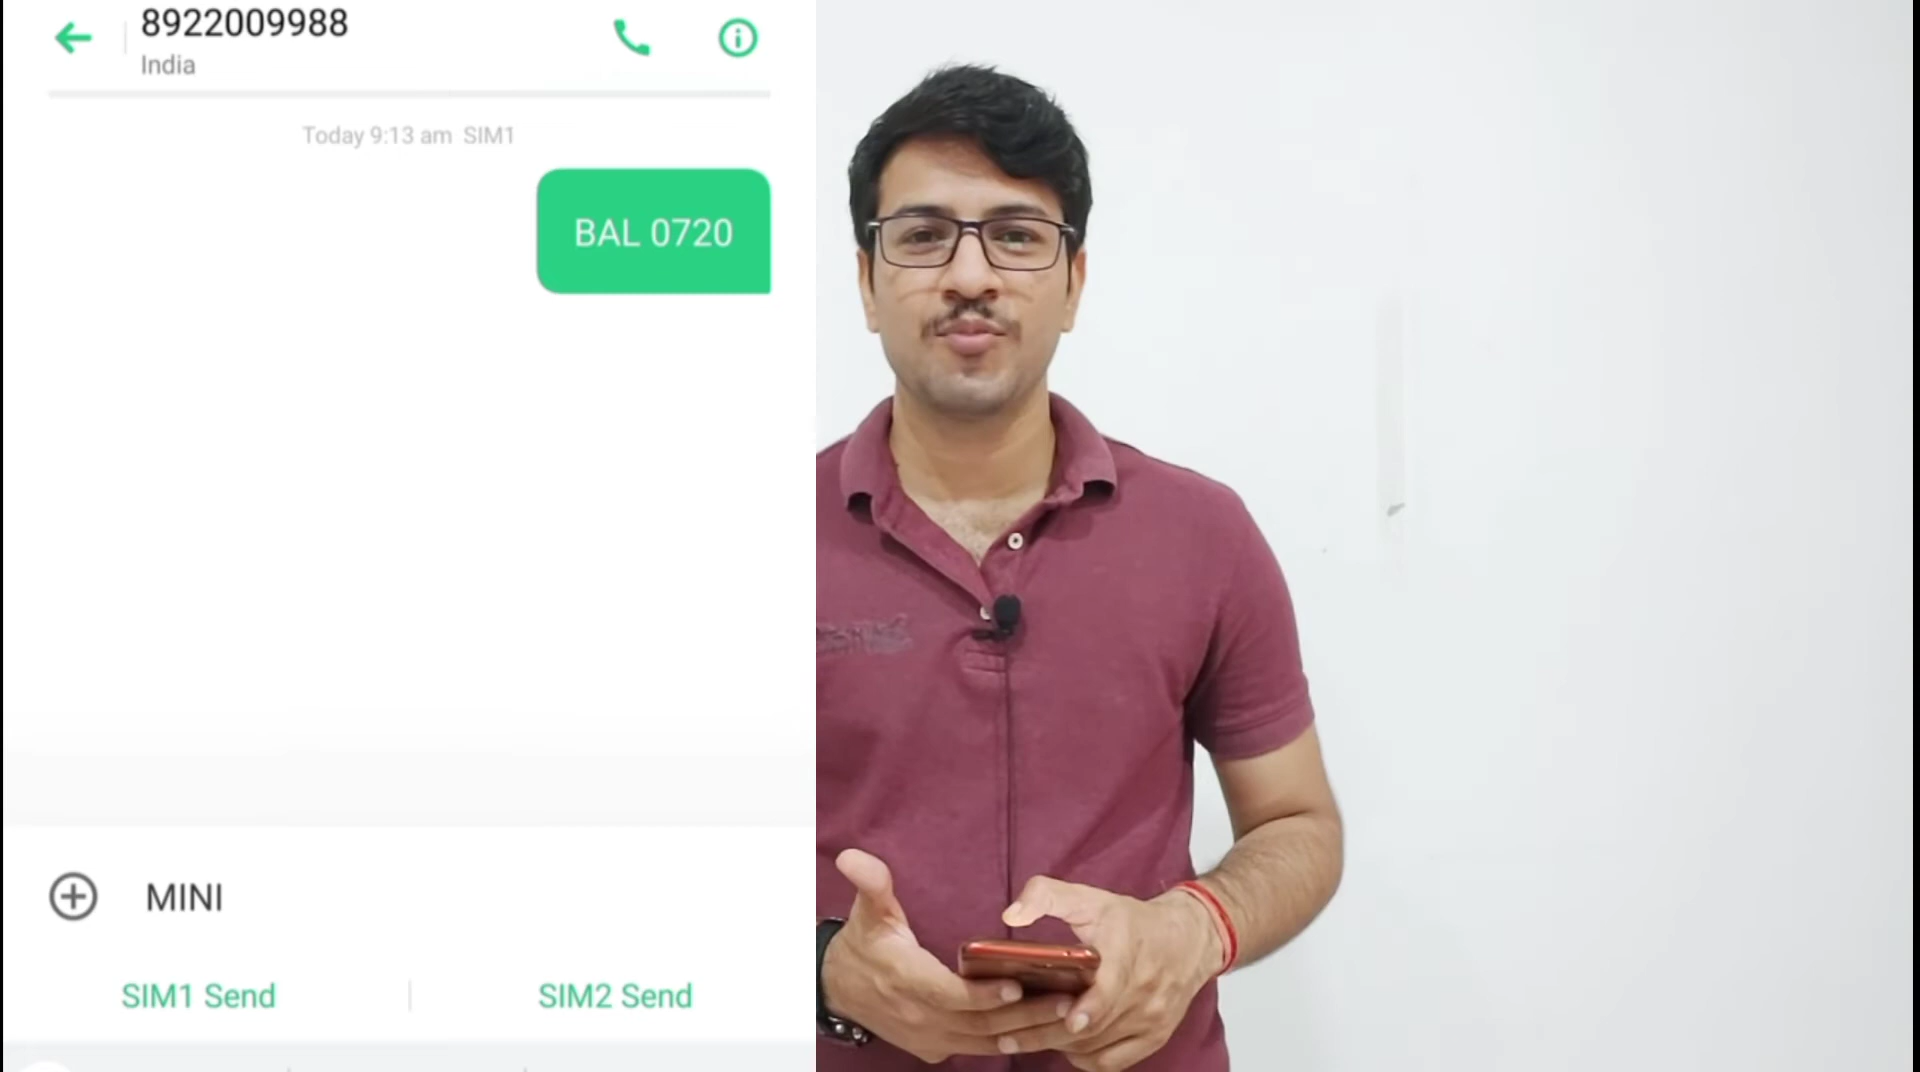 8922009988
India
Today 9:13 am SIM1
BAL 0720
MINI
SIM1 Send
SIM2 Send